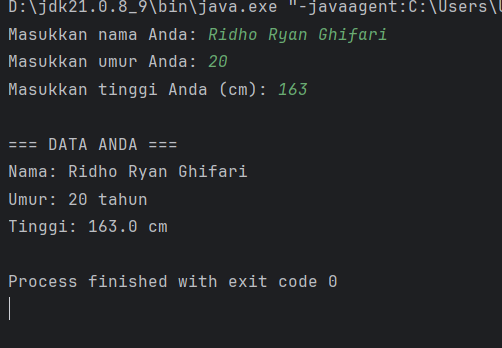 D:\jdk21.0.8_9\bin\java.exe "-javaagent:C:\Users\
Masukkan nama Anda: Ridho Ryan Ghifari
Masukkan umur Anda: 20
Masukkan tinggi Anda (cm): 163
=== DATA ANDA ===
Nama: Ridho Ryan Ghifari
Umur: 20 tahun
Tinggi: 163.0 cm
Process finished with exit code 0